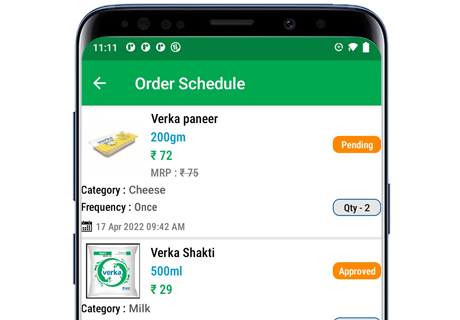 11:11
Order Schedule
Verka paneer
200gm
Pending
₹ 72
MRP : ₹ 75
Category : Cheese
Frequency : Once
Qty - 2
17 Apr 2022 09:42 AM
Verka Shakti
verka
500ml
Approved
₹ 29
Category : Milk